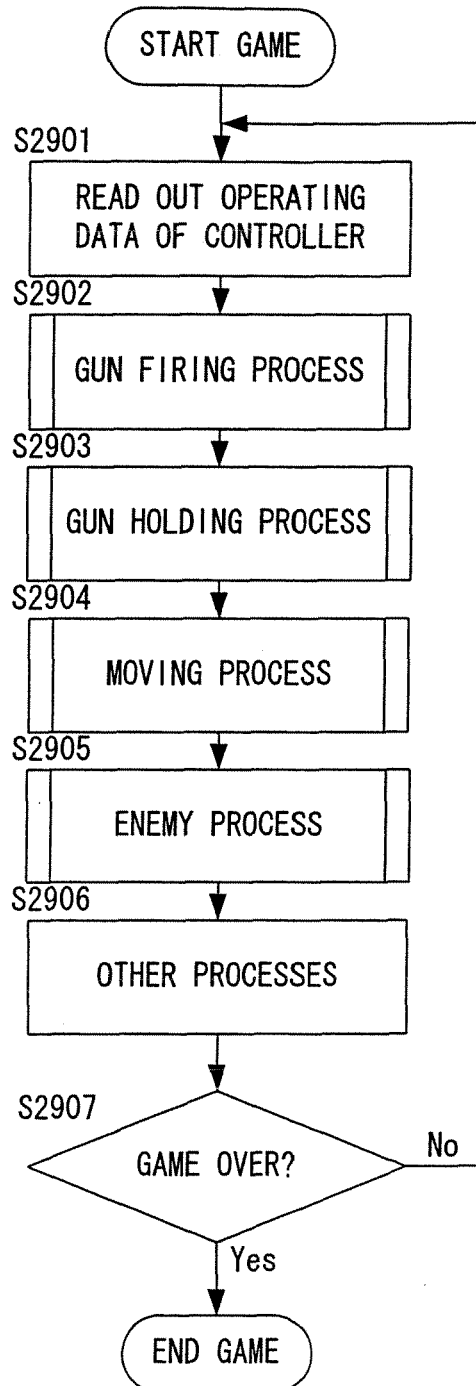 START GAME
S2901
READ OUT OPERATING
DATA OF CONTROLLER
S2902
GUN FIRING PROCESS
S2903
GUN HOLDING PROCESS
S2904
MOVING PROCESS
S2905
ENEMY PROCESS
S2906
OTHER PROCESSES
S2907
GAME OVER?
No
Yes
END GAME